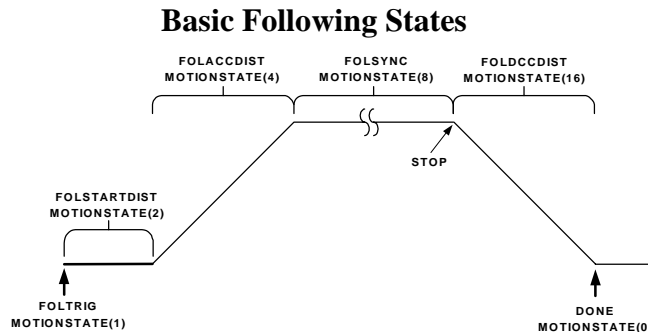 Basic Following States
FOLACCDIST
MOTIONSTATE(4)
FOLSYNC
MOTIONSTATE(8)
FOLDCCDIST
MOTIONSTATE(16)
STOP
FOLSTARTDIST
MOTIONSTATE(2)
FOLTRIG
MOTIONSTATE(1)
DONE
MOTIONSTATE(0